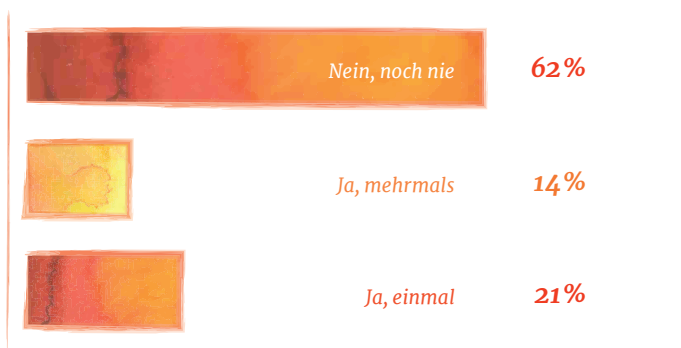 Nein, noch nie 62%
Ja, mehrmals 14%
Ja, einmal 21%